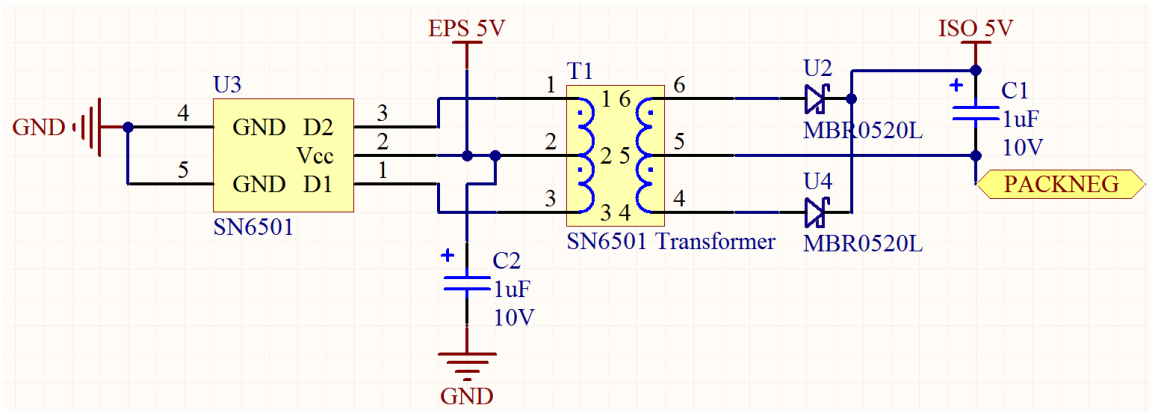 EPS 5V
ISO 5V
U3
T1
U2
C1
1uF
10V
GND
4
5
GND D2
Vcc
GND D1
3
2
1
SN6501
1
2
3
1 6
2 5
3 4
6
5
4
MBR0520L
U4
MBR0520L
PACKNEG
SN6501 Transformer
C2
1uF
10V
GND